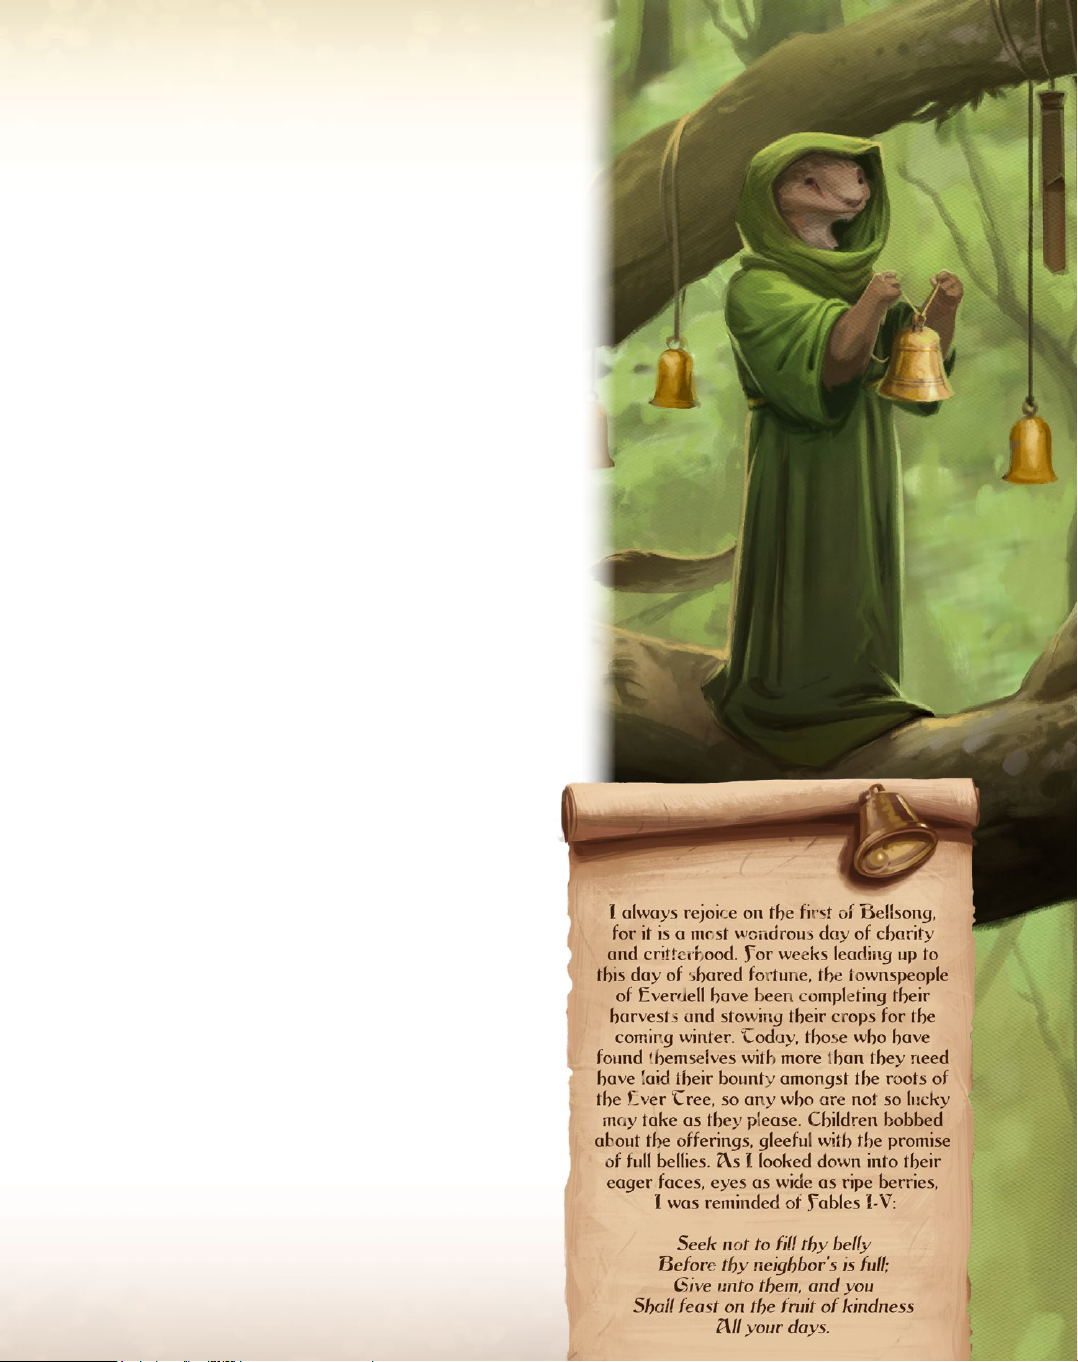 I always rejoice on the first of Bellsong,
for it is a most wondrous day of charity
and critterhood. For weeks leading up to
this day of shared fortune, the townspeople
of Everdell have been completing their
harvests and stowing their crops for the
coming winter. Today, those who have
found themselves with more than they need
have laid their bounty amongst the roots of
the Ever Tree, so any who are not so lucky
may take as they please. Children bobbed
about the offerings, gleeful with the promise
of full bellies. As I looked down into their
eager faces, eyes as wide as ripe berries,
I was reminded of Fables I-V:
Seek not to fill thy belly
Before thy neighbor's is full;
Give unto them, and you
Shall feast on the fruit of kindness
All your days.